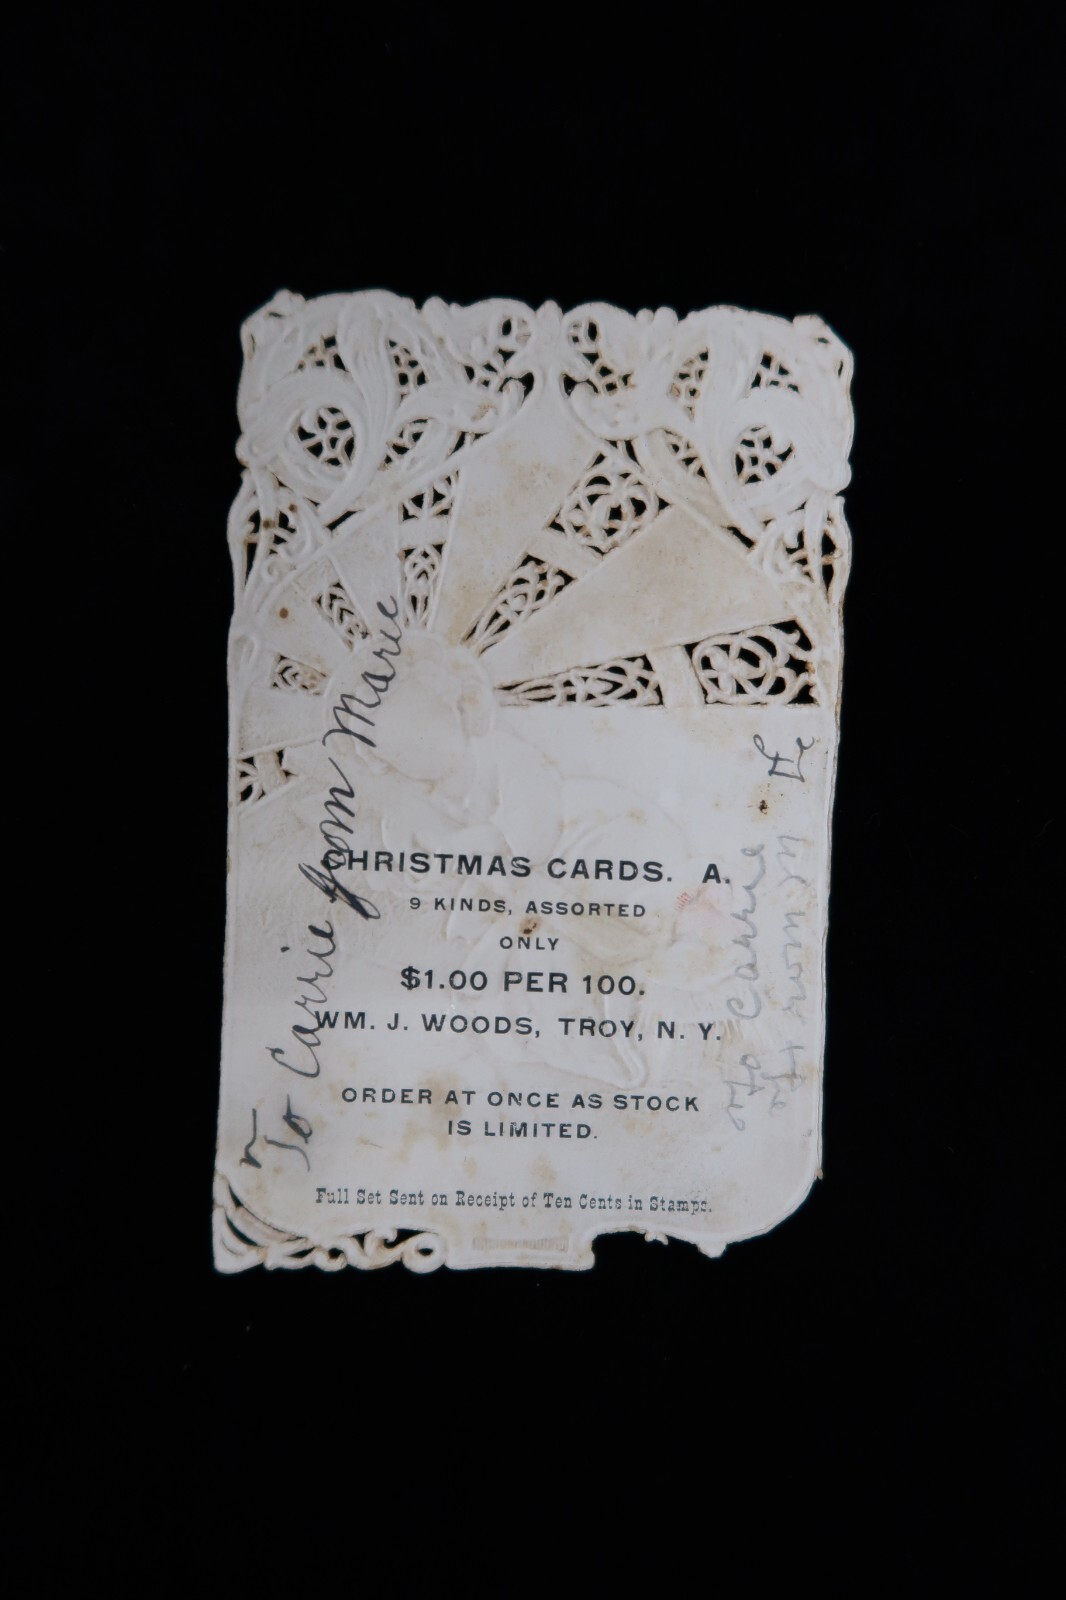 CHRISTMAS CARDS. A.
9 KINDS, ASSORTED
ONLY
$1.00 PER 100.
WM. J. WOODS, TROY, N. Y.
ORDER AT ONCE AS STOCK
IS LIMITED.
Full Set Sent on Receipt of Ten Cents in Stamps.
To Carrie from Marie
To Carrie